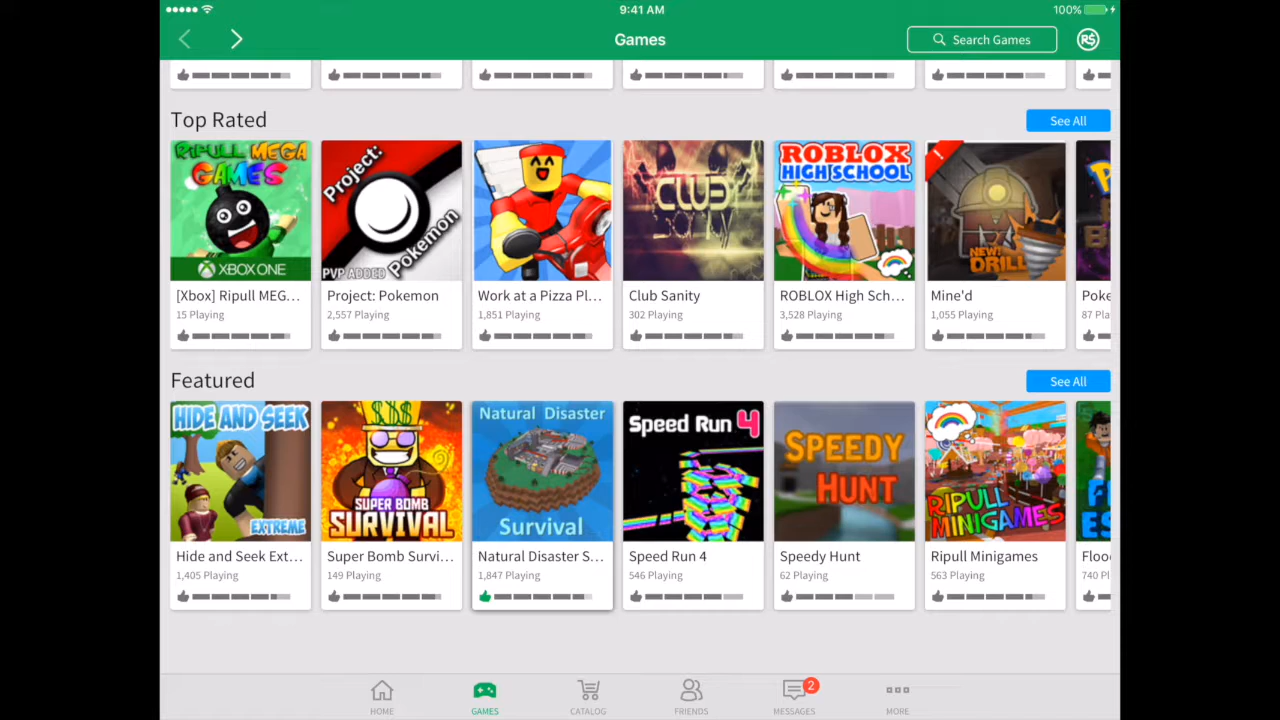 9:41 AM
100%
Games
Search Games
R$
Top Rated
See All
RIPULL MEGA
GAMES
XBOX ONE
[Xbox] Ripull MEG...
15 Playing
Project:
Pokemon
PVP ADDED
Project: Pokemon
2,557 Playing
Work at a Pizza Pl...
1,851 Playing
CLUB
Club Sanity
302 Playing
ROBLOX
HIGH SCHOOL
ROBLOX High Sch...
3,528 Playing
!
NEW
DRILL
Mine'd
1,055 Playing
Poke
87 Pla
Featured
See All
HIDE AND SEEK
EXTREME
Hide and Seek Ext...
1,405 Playing
$$$
SUPER BOMB
SURVIVAL
Super Bomb Survi...
149 Playing
Natural Disaster
Survival
Natural Disaster S...
1,847 Playing
Speed Run 4
Speed Run 4
546 Playing
SPEEDY
HUNT
Speedy Hunt
62 Playing
RIPULL
MINIGAMES
Ripull Minigames
563 Playing
Floo
740 Pl
HOME
GAMES
CATALOG
FRIENDS
2
MESSAGES
MORE